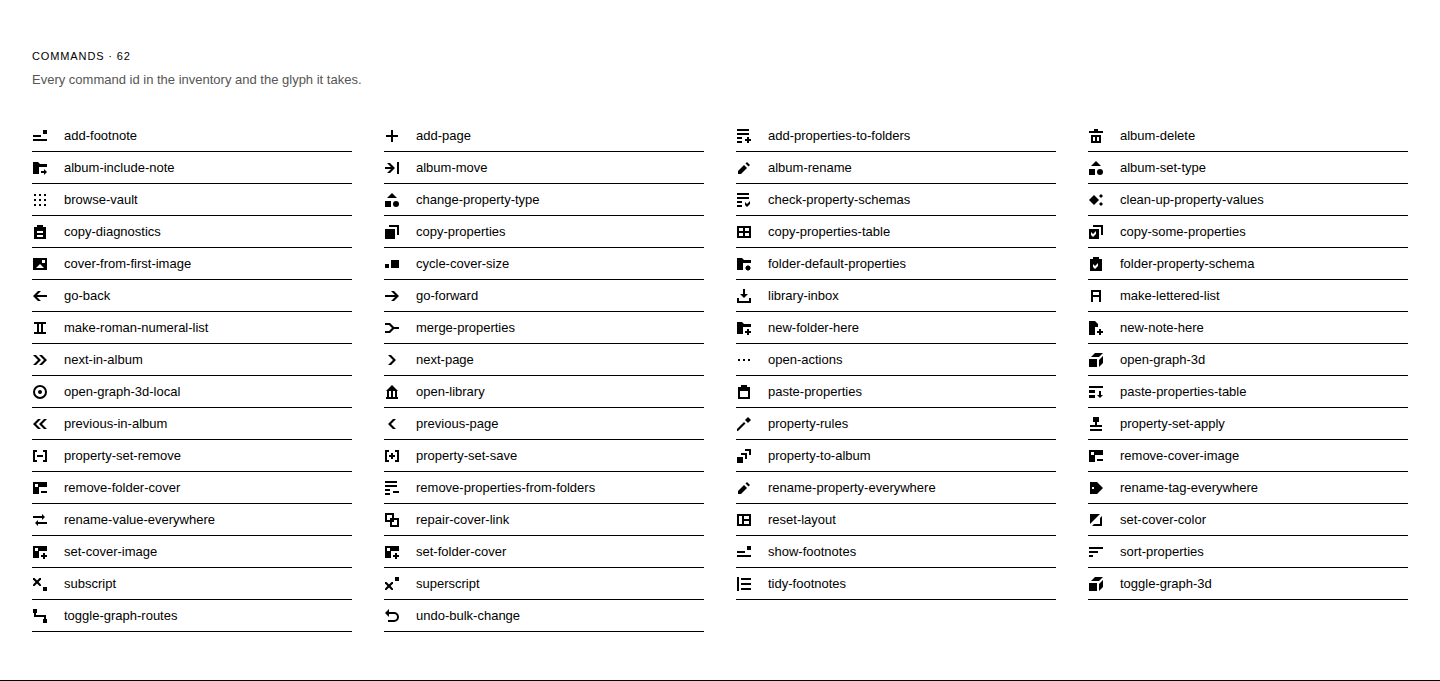 COMMANDS · 62
Every command id in the inventory and the glyph it takes.
add-footnote
add-page
add-properties-to-folders
album-delete
album-include-note
album-move
album-rename
album-set-type
browse-vault
change-property-type
check-property-schemas
clean-up-property-values
copy-diagnostics
copy-properties
copy-properties-table
copy-some-properties
cover-from-first-image
cycle-cover-size
folder-default-properties
folder-property-schema
go-back
go-forward
library-inbox
make-lettered-list
make-roman-numeral-list
merge-properties
new-folder-here
new-note-here
next-in-album
next-page
open-actions
open-graph-3d
open-graph-3d-local
open-library
paste-properties
paste-properties-table
previous-in-album
previous-page
property-rules
property-set-apply
property-set-remove
property-set-save
property-to-album
remove-cover-image
remove-folder-cover
remove-properties-from-folders
rename-property-everywhere
rename-tag-everywhere
rename-value-everywhere
repair-cover-link
reset-layout
set-cover-color
set-cover-image
set-folder-cover
show-footnotes
sort-properties
subscript
superscript
tidy-footnotes
toggle-graph-3d
toggle-graph-routes
undo-bulk-change